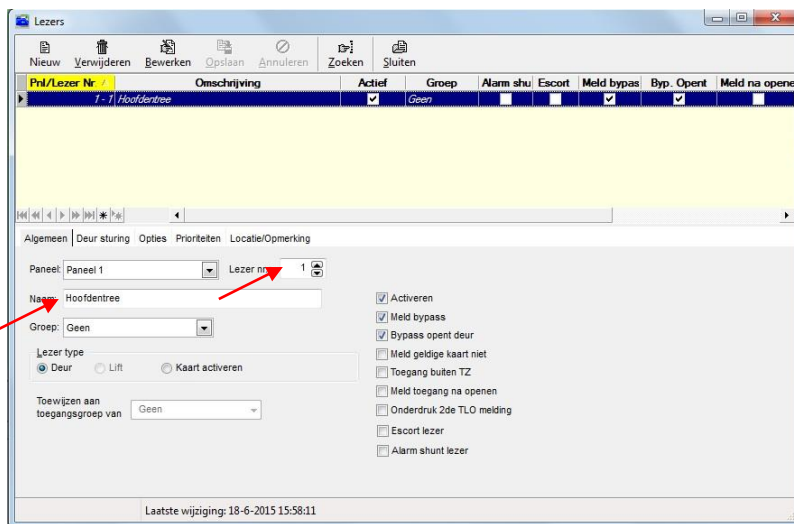 Lezers
Nieuw Verwijderen Bewerken Opslaan Annuleren Zoeken Sluiten
Pnl/Lezer Nr. Omschrijving Actief Groep Alarm shu Escort Meld bypas Byp. Opent Meld na opene
1 - 1 Hoofdentree Geen
Algemeen Deur sturing Opties Prioriteiten Locatie/Opmerking
Paneel: Paneel 1 Lezer nr. 1
Naam: Hoofdentree
Groep: Geen
Lezer type
Deur Lift Kaart activeren
Toewijzen aan
toegangsgroep van Geen
Activeren
Meld bypass
Bypass opent deur
Meld geldige kaart niet
Toegang buiten TZ
Meld toegang na openen
Onderdruk 2de TLO melding
Escort lezer
Alarm shunt lezer
Laatste wijziging: 18-6-2015 15:58:11